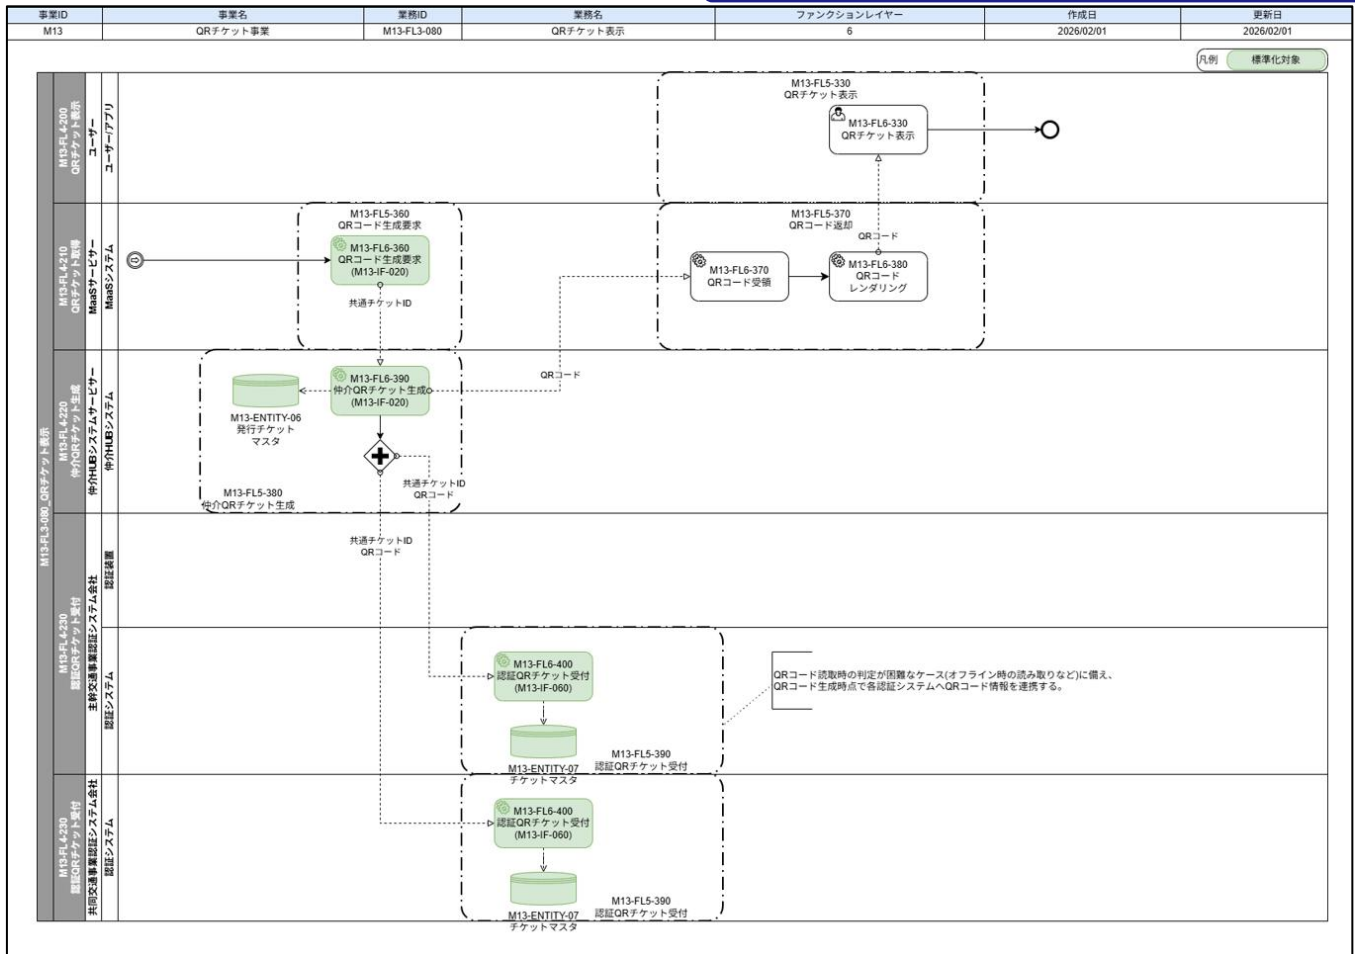 事業ID 事業名 業務ID 業務名 ファンクションレイヤー 作成日 更新日
M13 QRチケット事業 M13-FL3-080 QRチケット表示 6 2026/02/01 2026/02/01
凡例 標準化対象
M13-FL3-080_QRチケット表示
M13-FL4-200
QRチケット表示
ユーザー
ユーザー/アプリ
M13-FL5-330
QRチケット表示
M13-FL6-330
QRチケット表示
M13-FL4-210
QRチケット取得
MaaSサービサー
MaaSシステム
M13-FL5-360
QRコード生成要求
M13-FL6-360
QRコード生成要求
(M13-IF-020)
共通チケットID
M13-FL5-370
QRコード返却
QRコード
M13-FL6-370
QRコード受領
M13-FL6-380
QRコード
レンダリング
M13-FL4-220
仲介QRチケット生成
仲介HUBシステムサービサー
仲介HUBシステム
M13-FL6-390
仲介QRチケット生成
(M13-IF-020)
QRコード
M13-ENTITY-06
発行チケット
マスタ
共通チケットID
QRコード
M13-FL5-380
仲介QRチケット生成
共通チケットID
QRコード
M13-FL4-230
認証QRチケット受付
主幹交通事業認証システム会社
認証装置
認証システム
M13-FL6-400
認証QRチケット受付
(M13-IF-060)
QRコード読取時の判定が困難なケース(オフライン時の読み取りなど)に備え、
QRコード生成時点で各認証システムへQRコード情報を連携する。
M13-FL5-390
認証QRチケット受付
M13-ENTITY-07
チケットマスタ
M13-FL4-230
認証QRチケット受付
共同交通事業認証システム会社
認証システム
M13-FL6-400
認証QRチケット受付
(M13-IF-060)
M13-FL5-390
認証QRチケット受付
M13-ENTITY-07
チケットマスタ